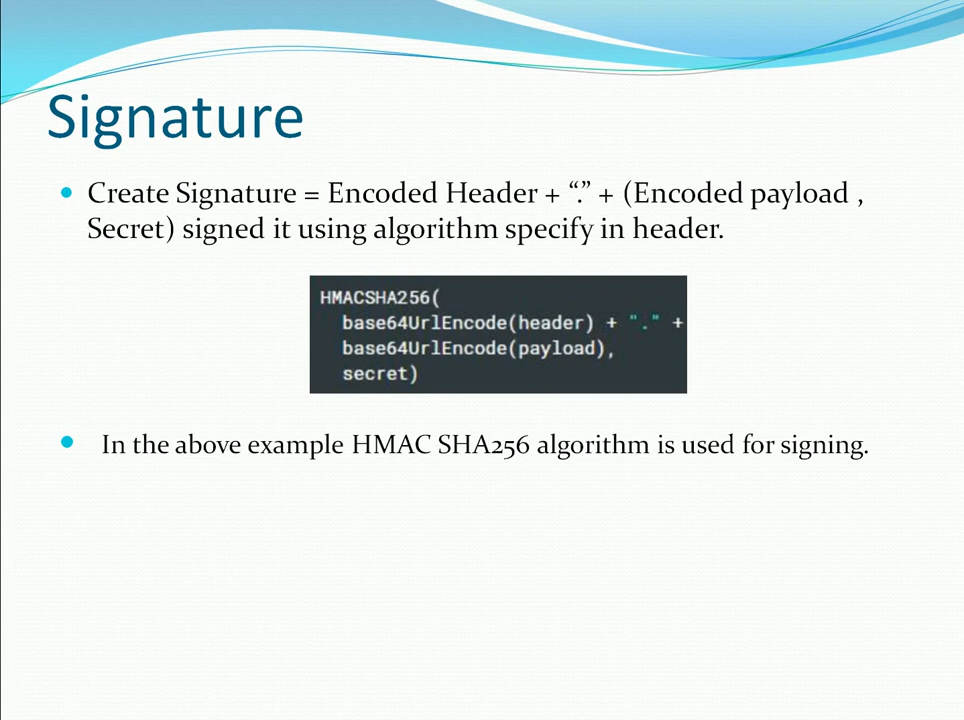 Signature
Create Signature = Encoded Header + “.” + (Encoded payload ,
Secret) signed it using algorithm specify in header.
HMACSHA256(
base64UrlEncode(header) + "." +
base64UrlEncode(payload),
secret)
In the above example HMAC SHA256 algorithm is used for signing.